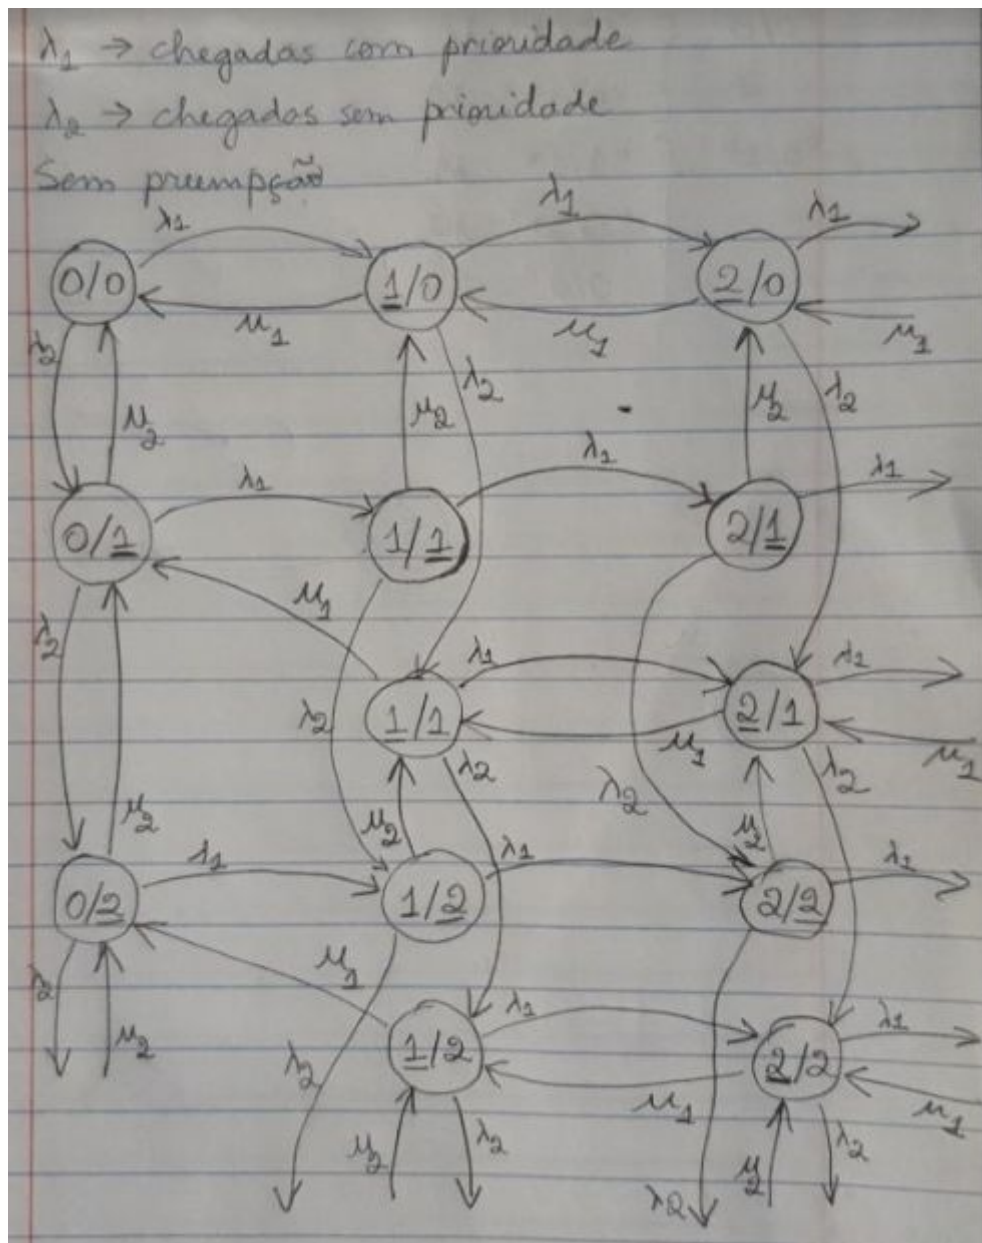 λ1 → chegadas com prioridade
λ2 → chegadas sem prioridade
Sem preempção
λ1 λ1 λ1
0/0 1/0 2/0
μ1 μ1 μ1
λ2 μ2 μ2 λ2 μ2 λ2
λ1 λ1 λ1
0/1 1/1 2/1
μ1
λ2 λ1 λ1
1/1 2/1
λ2 μ1 μ1
λ2 λ2 λ2
μ2 μ2 μ2
λ1 λ1 λ1
0/2 1/2 2/2
μ1
λ2 λ1 λ1
1/2 2/2
μ2 λ2 μ1 μ1
μ2 λ2 λ2 μ2 λ2